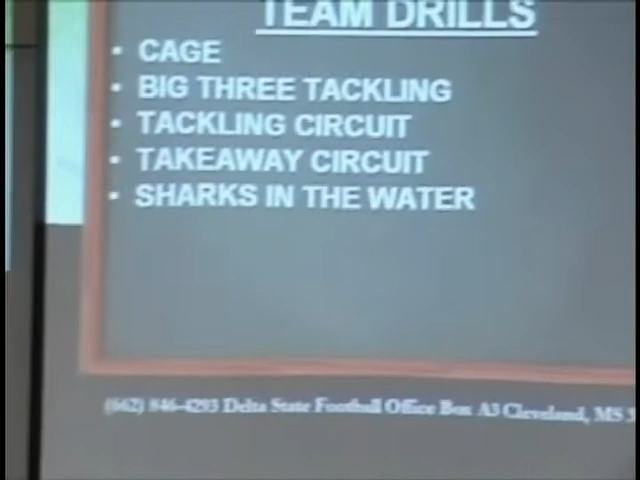 TEAM DRILLS
• CAGE
• BIG THREE TACKLING
• TACKLING CIRCUIT
• TAKEAWAY CIRCUIT
• SHARKS IN THE WATER
(662) 846-4293 Delta State Football Office Box A3 Cleveland, MS